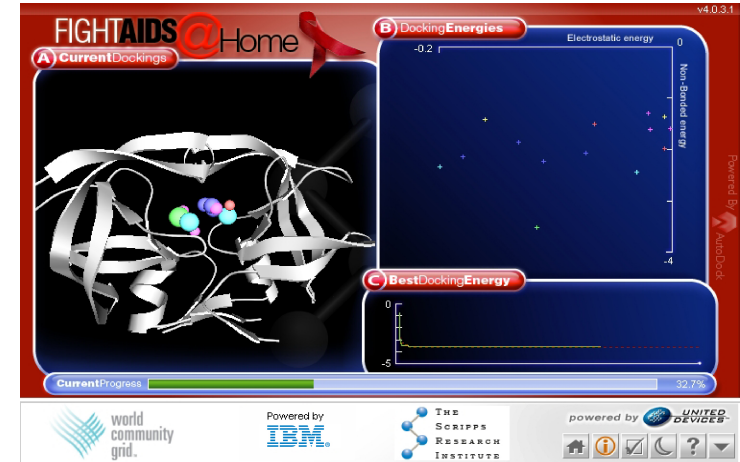 v4.0.3.1
FIGHTAIDS@Home
A CurrentDockings
B DockingEnergies
Electrostatic energy
-0.2
0
Non-Bonded energy
-4
Powered By
AutoDock
C BestDockingEnergy
0
-5
CurrentProgress
32.7%
world
community
grid.
Powered by
IBM.
THE
SCRIPPS
RESEARCH
INSTITUTE
powered by UNITED
DEVICES